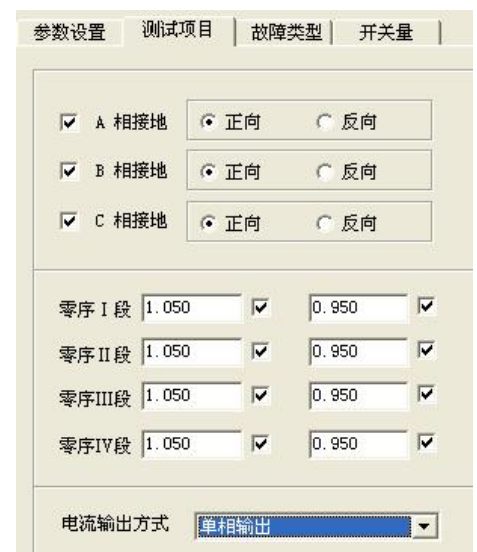 参数设置 测试项目 故障类型 开关量
A 相接地 正向 反向
B 相接地 正向 反向
C 相接地 正向 反向
零序 I 段 1.050 0.950
零序 II 段 1.050 0.950
零序III段 1.050 0.950
零序IV段 1.050 0.950
电流输出方式 单相输出